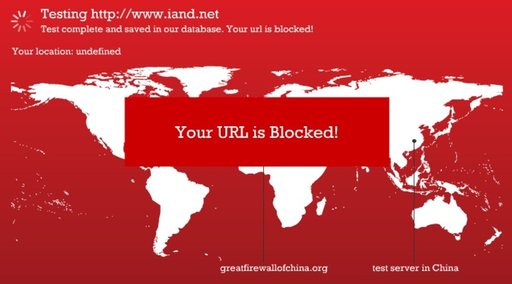 Testing http://www.iand.net
Test complete and saved in our database. Your url is blocked!
Your location: undefined
Your URL is Blocked!
greatfirewallofchina.org
test server in China